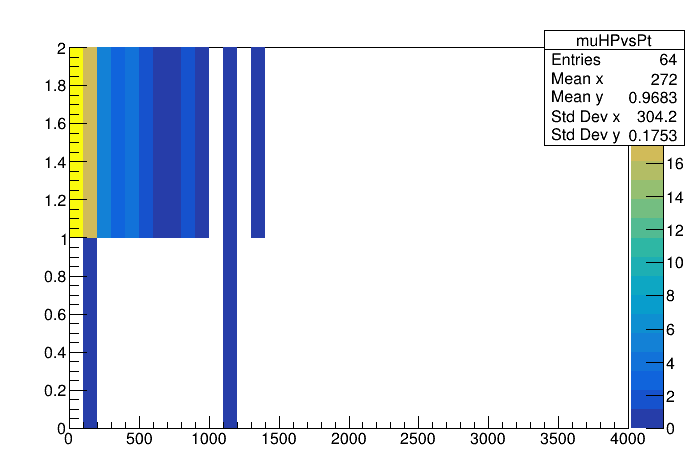 muHPvsPt
Entries 64
Mean x 272
Mean y 0.9683
Std Dev x 304.2
Std Dev y 0.1753
2
1.8
1.6
1.4
1.2
1
0.8
0.6
0.4
0.2
0
0 500 1000 1500 2000 2500 3000 3500 4000
16
14
12
10
8
6
4
2
0